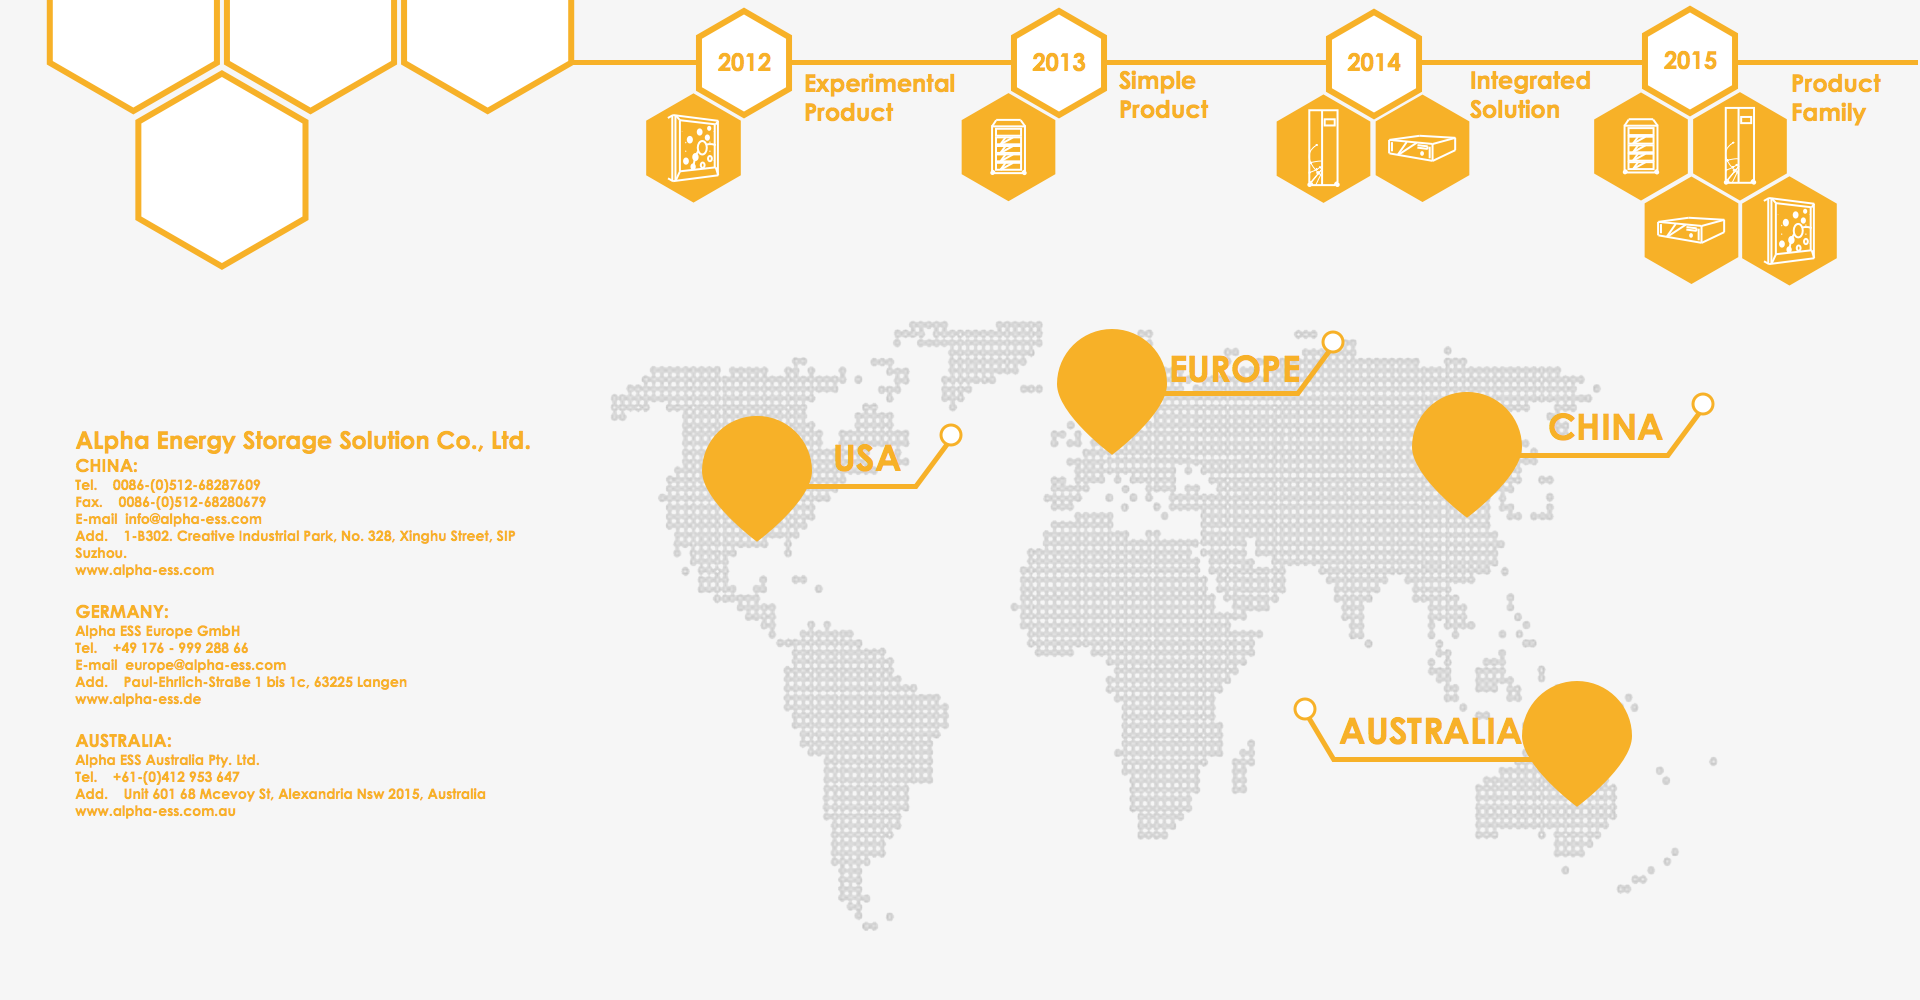 2012
Experimental
Product
2013
Simple
Product
2014
Integrated
Solution
2015
Product
Family
EUROPE
CHINA
USA
AUSTRALIA
ALpha Energy Storage Solution Co., Ltd.
CHINA:
Tel. 0086-(0)512-68287609
Fax. 0086-(0)512-68280679
E-mail info@alpha-ess.com
Add. 1-B302. Creative Industrial Park, No. 328, Xinghu Street, SIP
Suzhou.
www.alpha-ess.com
GERMANY:
Alpha ESS Europe GmbH
Tel. +49 176 - 999 288 66
E-mail europe@alpha-ess.com
Add. Paul-Ehrlich-StraBe 1 bis 1c, 63225 Langen
www.alpha-ess.de
AUSTRALIA:
Alpha ESS Australia Pty. Ltd.
Tel. +61-(0)412 953 647
Add. Unit 601 68 Mcevoy St, Alexandria Nsw 2015, Australia
www.alpha-ess.com.au